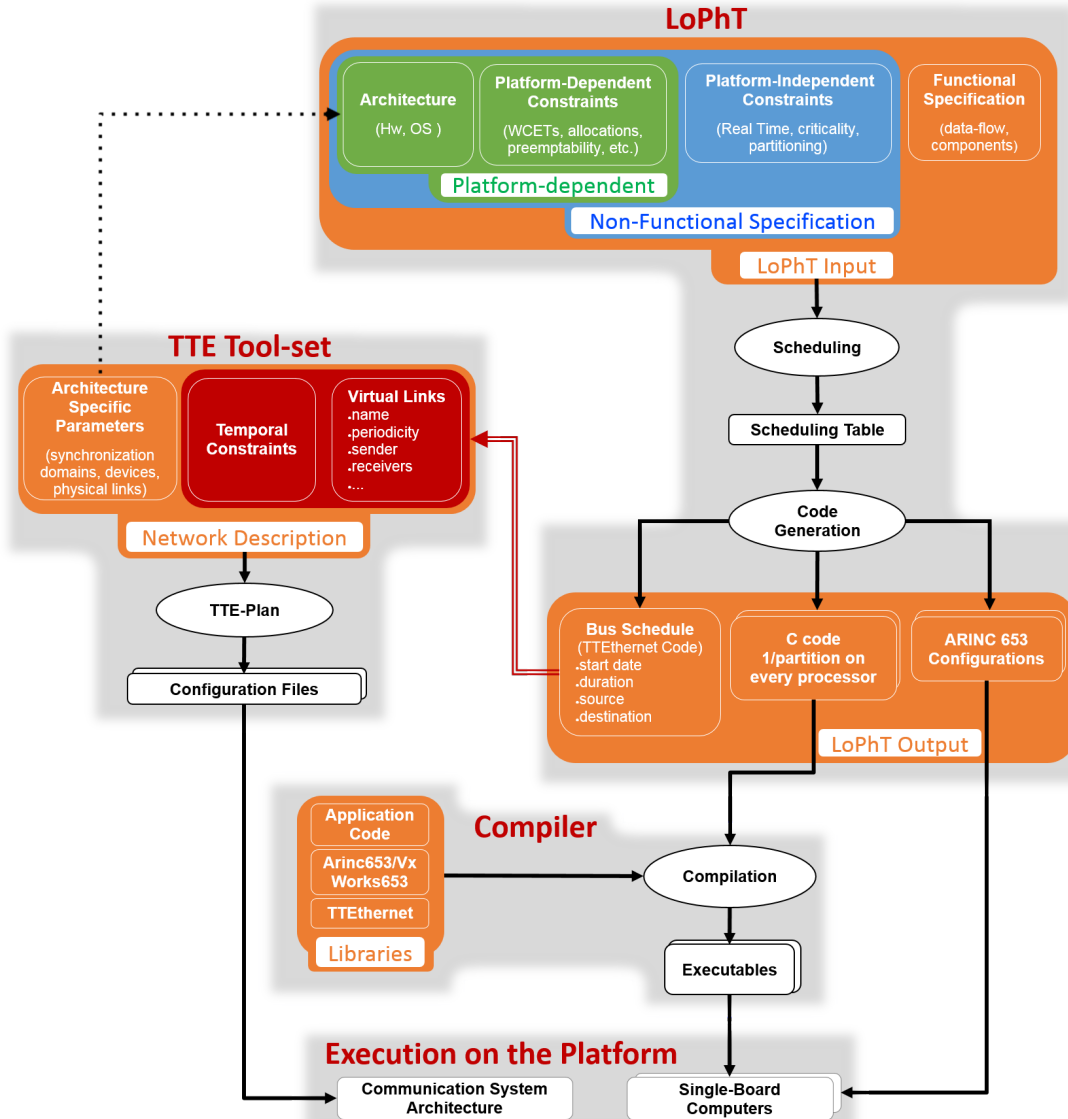 LoPhT
Architecture
(Hw, OS )
Platform-Dependent
Constraints
(WCETs, allocations,
preemptability, etc.)
Platform-Independent
Constraints
(Real Time, criticality,
partitioning)
Functional
Specification
(data-flow,
components)
Platform-dependent
Non-Functional Specification
LoPhT Input
Scheduling
Scheduling Table
Code
Generation
TTE Tool-set
Architecture
Specific
Parameters
(synchronization
domains, devices,
physical links)
Temporal
Constraints
Virtual Links
.name
.periodicity
.sender
.receivers
....
Network Description
TTE-Plan
Configuration Files
Bus Schedule
(TTEthernet Code)
.start date
.duration
.source
.destination
C code
1/partition on
every processor
ARINC 653
Configurations
LoPhT Output
Compiler
Application
Code
Arinc653/Vx
Works653
TTEthernet
Libraries
Compilation
Executables
Execution on the Platform
Communication System
Architecture
Single-Board
Computers